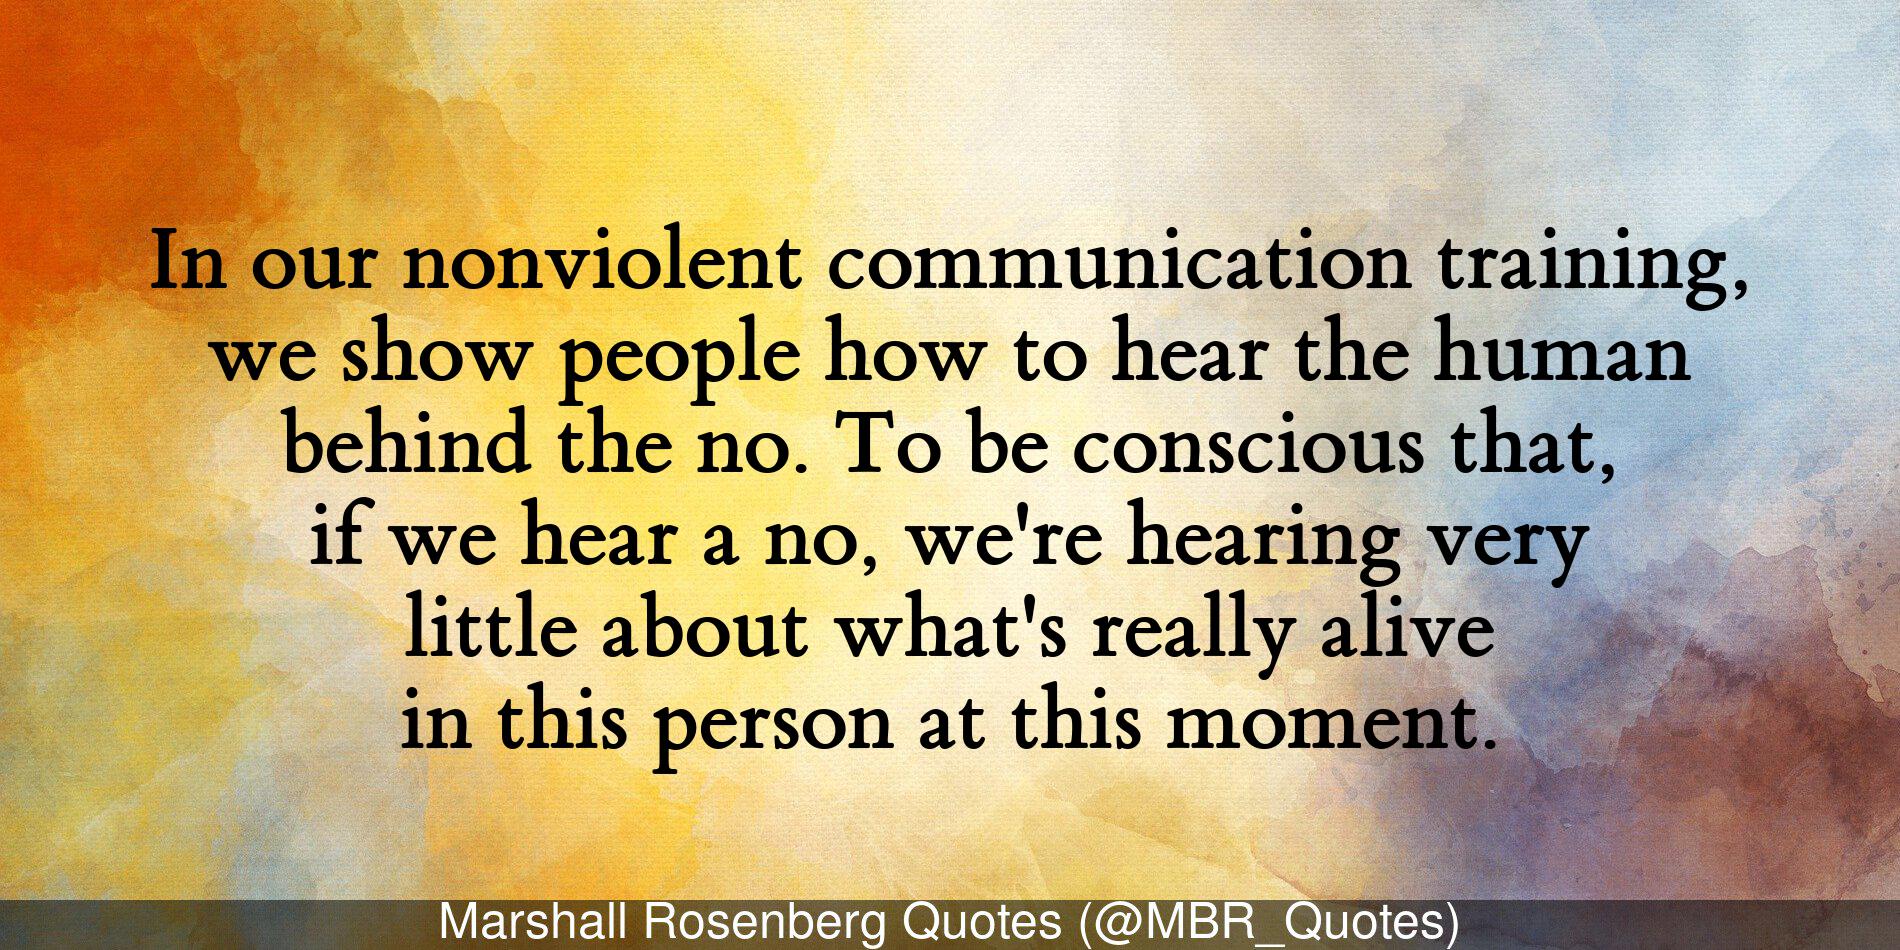 In our nonviolent communication training,
we show people how to hear the human
behind the no. To be conscious that,
if we hear a no, we're hearing very
little about what's really alive
in this person at this moment.
Marshall Rosenberg Quotes (@MBR_Quotes)